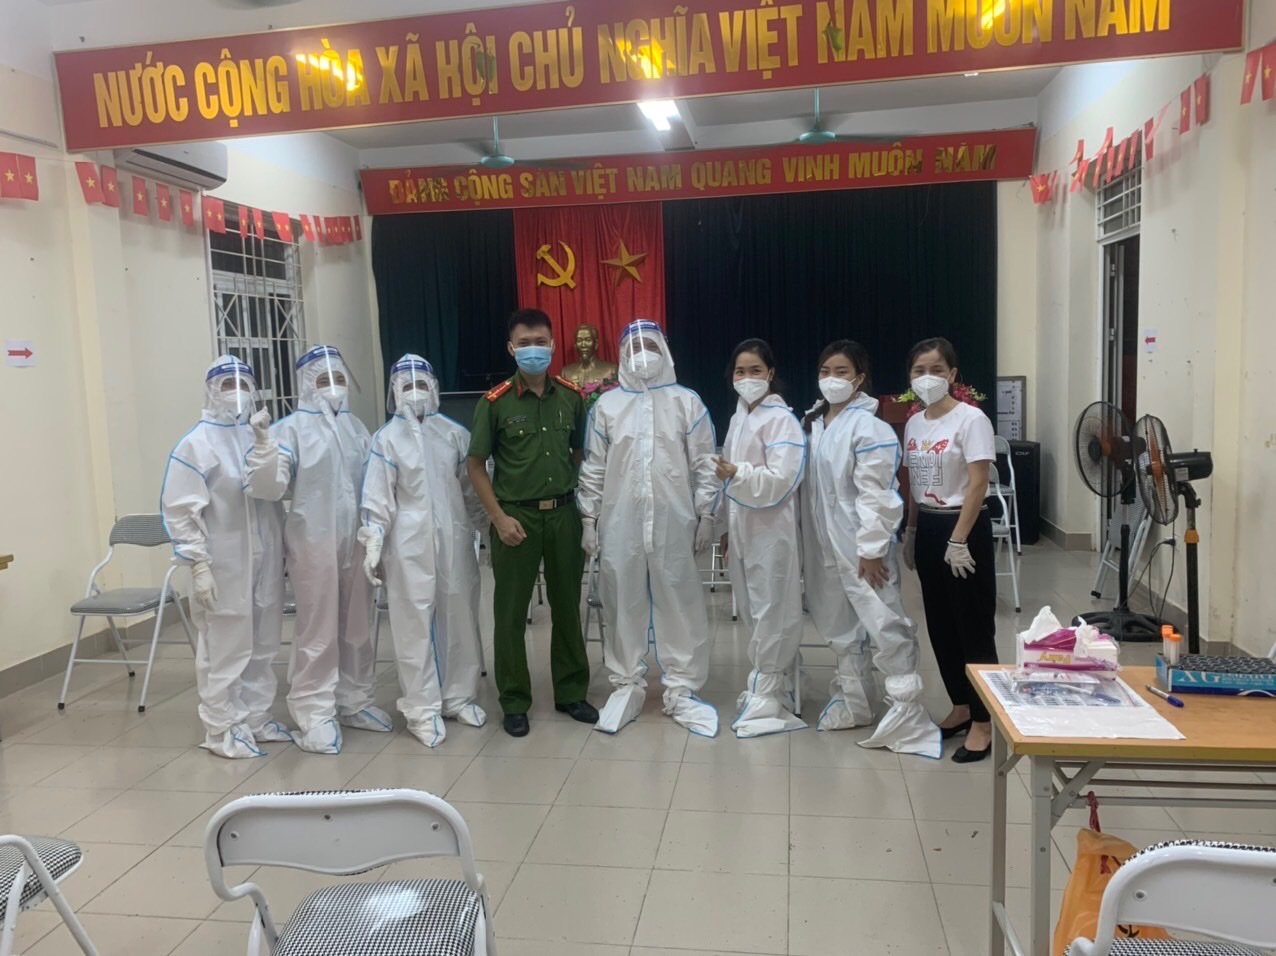 NƯỚC CỘNG HÒA XÃ HỘI CHỦ NGHĨA VIỆT NAM MUÔN NĂM
ĐẢNG CỘNG SẢN VIỆT NAM QUANG VINH MUÔN NĂM
XG